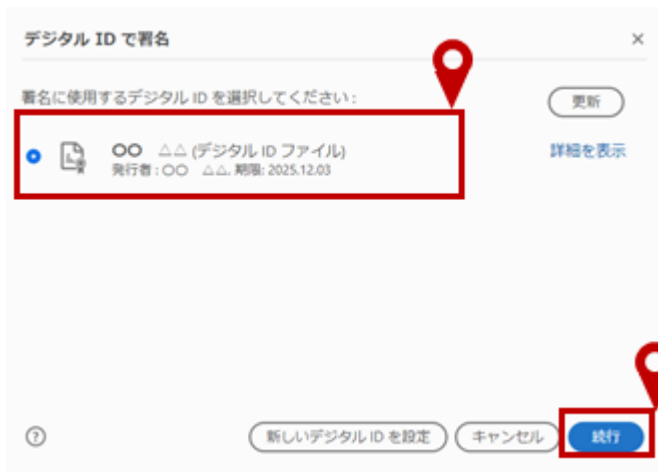 デジタル ID で署名
×
署名に使用するデジタル ID を選択してください:
更新
〇〇 △△ (デジタル ID ファイル)
発行者:〇〇 △△, 期限: 2025.12.03
詳細を表示
?
新しいデジタル ID を設定
キャンセル
続行